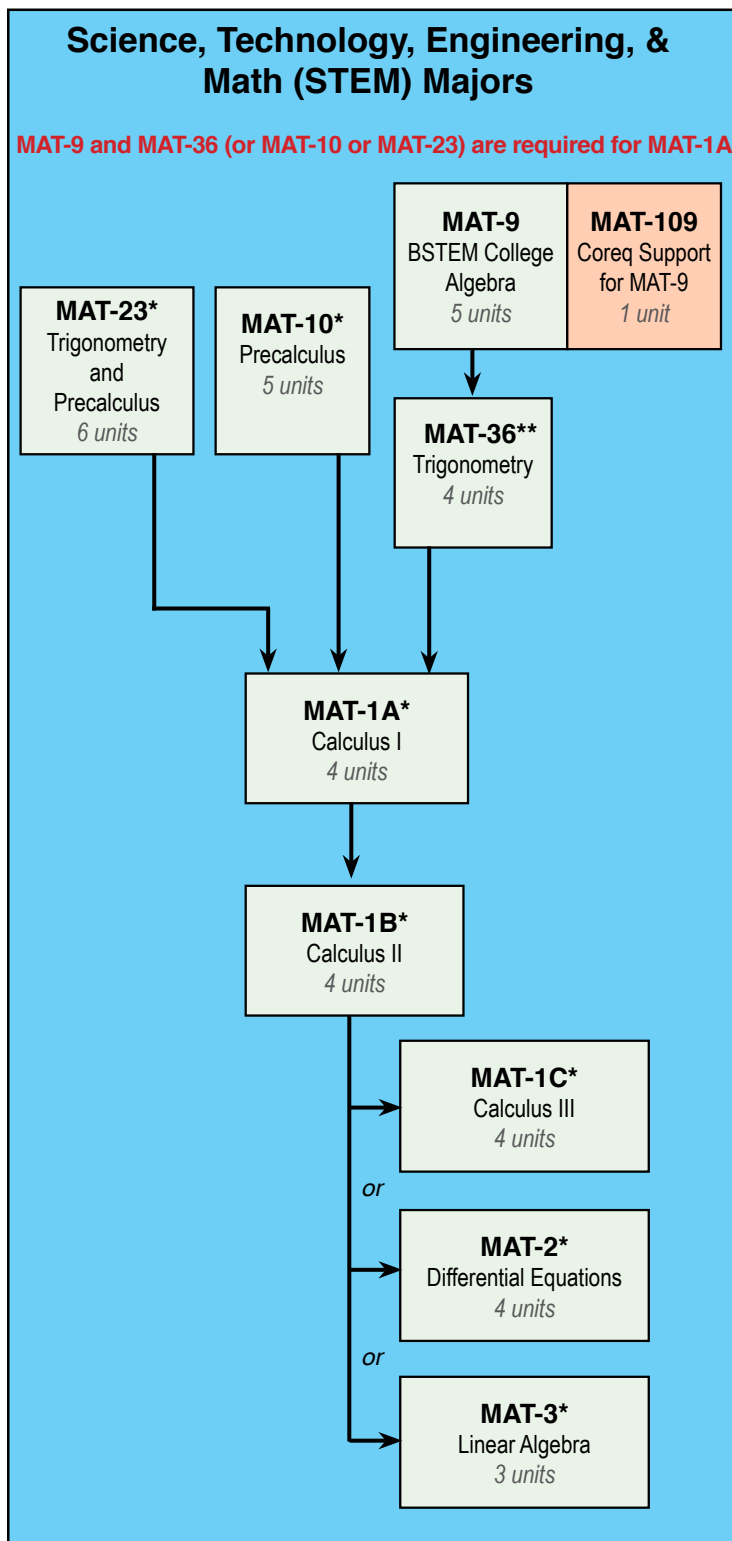 Science, Technology, Engineering, &
Math (STEM) Majors
MAT-9 and MAT-36 (or MAT-10 or MAT-23) are required for MAT-1A
MAT-9
BSTEM College
Algebra
5 units
MAT-109
Coreq Support
for MAT-9
1 unit
MAT-23*
Trigonometry
and
Precalculus
6 units
MAT-10*
Precalculus
5 units
MAT-36**
Trigonometry
4 units
MAT-1A*
Calculus I
4 units
MAT-1B*
Calculus II
4 units
MAT-1C*
Calculus III
4 units
or
MAT-2*
Differential Equations
4 units
or
MAT-3*
Linear Algebra
3 units